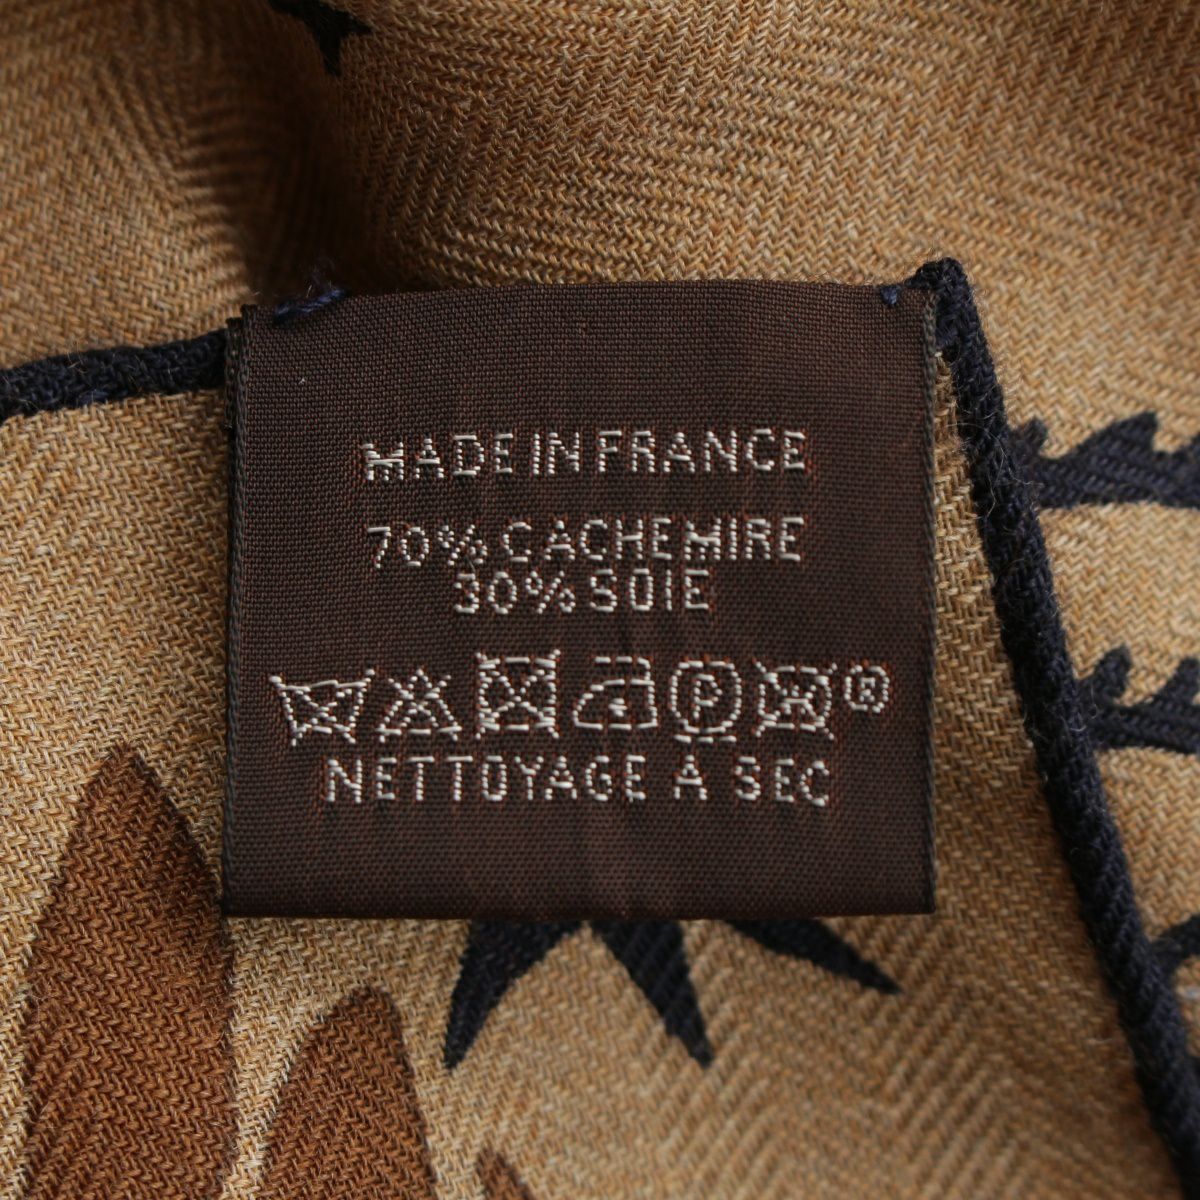 MADE IN FRANCE
70% CACHEMIRE
30% SOIE
P ®
NETTOYAGE A SEC